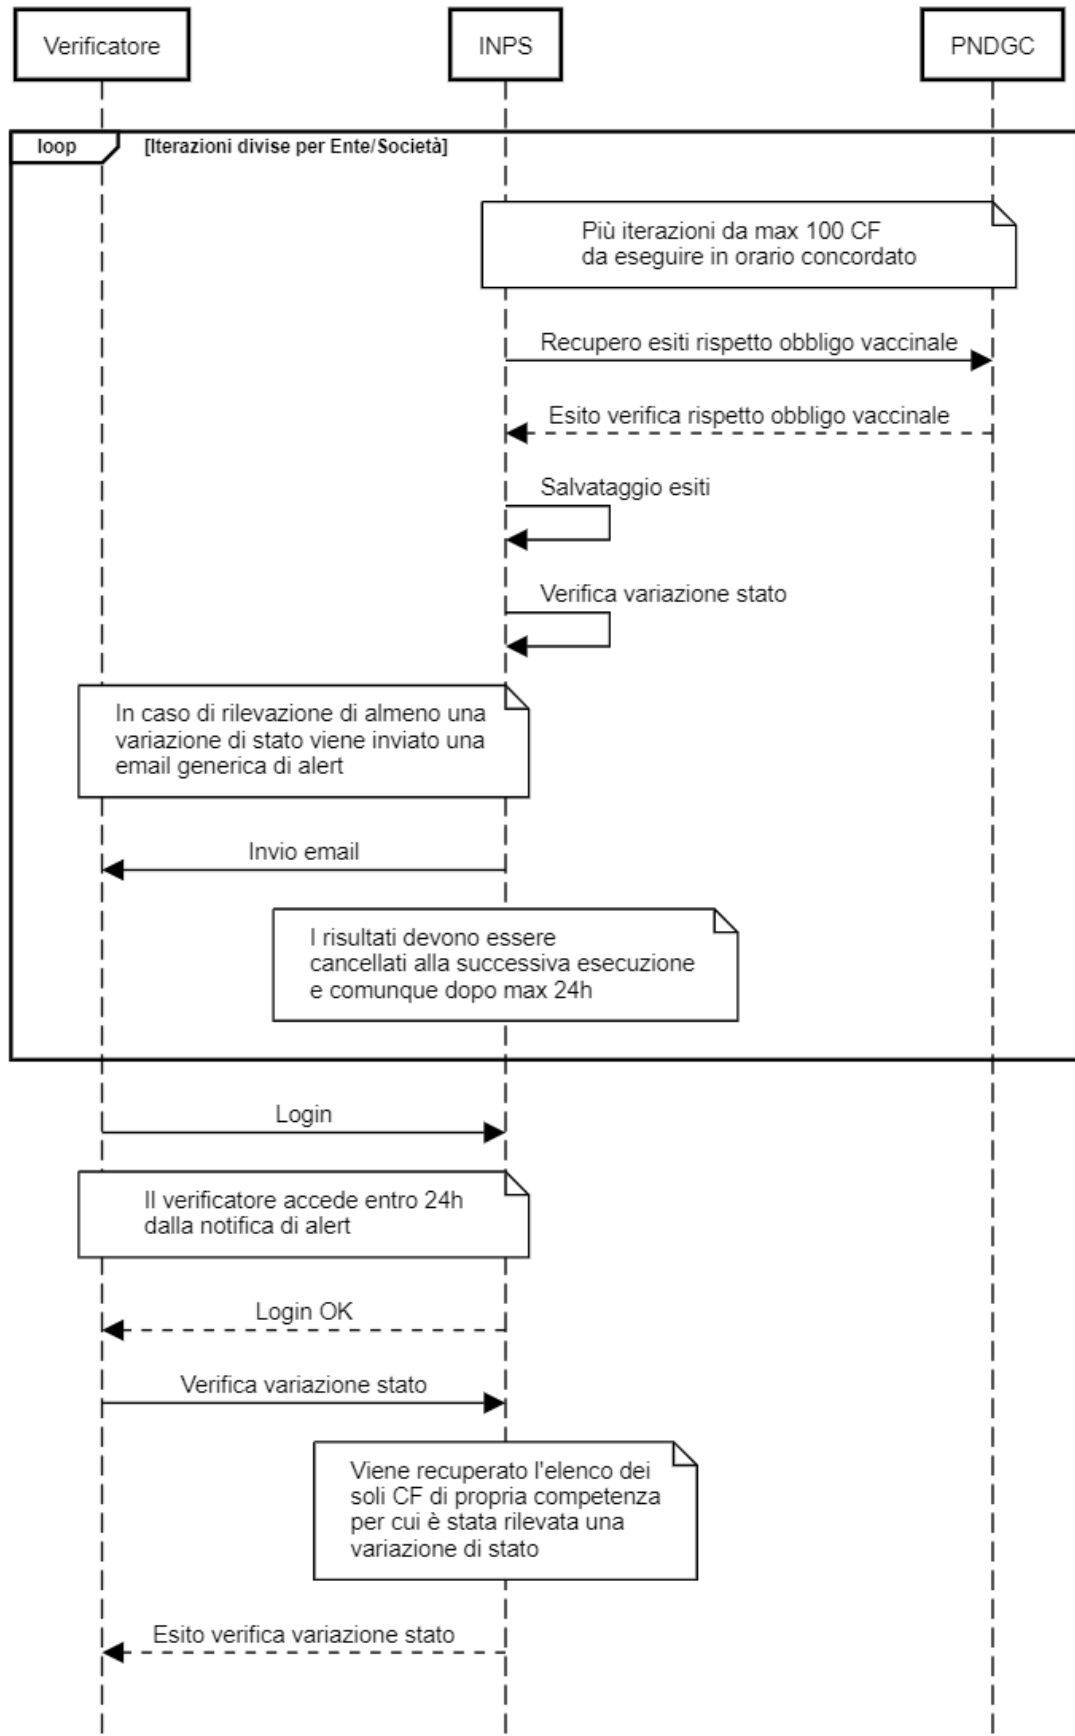 Verificatore
INPS
PNDGC
loop
[Iterazioni divise per Ente/Società]
Più iterazioni da max 100 CF
da eseguire in orario concordato
Recupero esiti rispetto obbligo vaccinale
Esito verifica rispetto obbligo vaccinale
Salvataggio esiti
Verifica variazione stato
In caso di rilevazione di almeno una
variazione di stato viene inviato una
email generica di alert
Invio email
I risultati devono essere
cancellati alla successiva esecuzione
e comunque dopo max 24h
Login
Il verificatore accede entro 24h
dalla notifica di alert
Login OK
Verifica variazione stato
Viene recuperato l'elenco dei
soli CF di propria competenza
per cui è stata rilevata una
variazione di stato
Esito verifica variazione stato